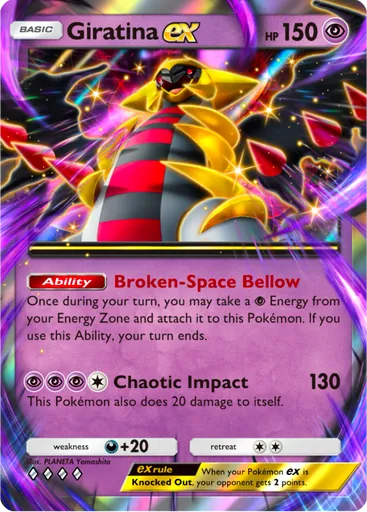 BASIC Giratina ex HP 150
Ability Broken-Space Bellow
Once during your turn, you may take a Energy from
your Energy Zone and attach it to this Pokémon. If you
use this Ability, your turn ends.
Chaotic Impact 130
This Pokémon also does 20 damage to itself.
weakness +20 retreat
Illus. PLANETA Yamashita
ex rule When your Pokémon ex is
Knocked Out, your opponent gets 2 points.